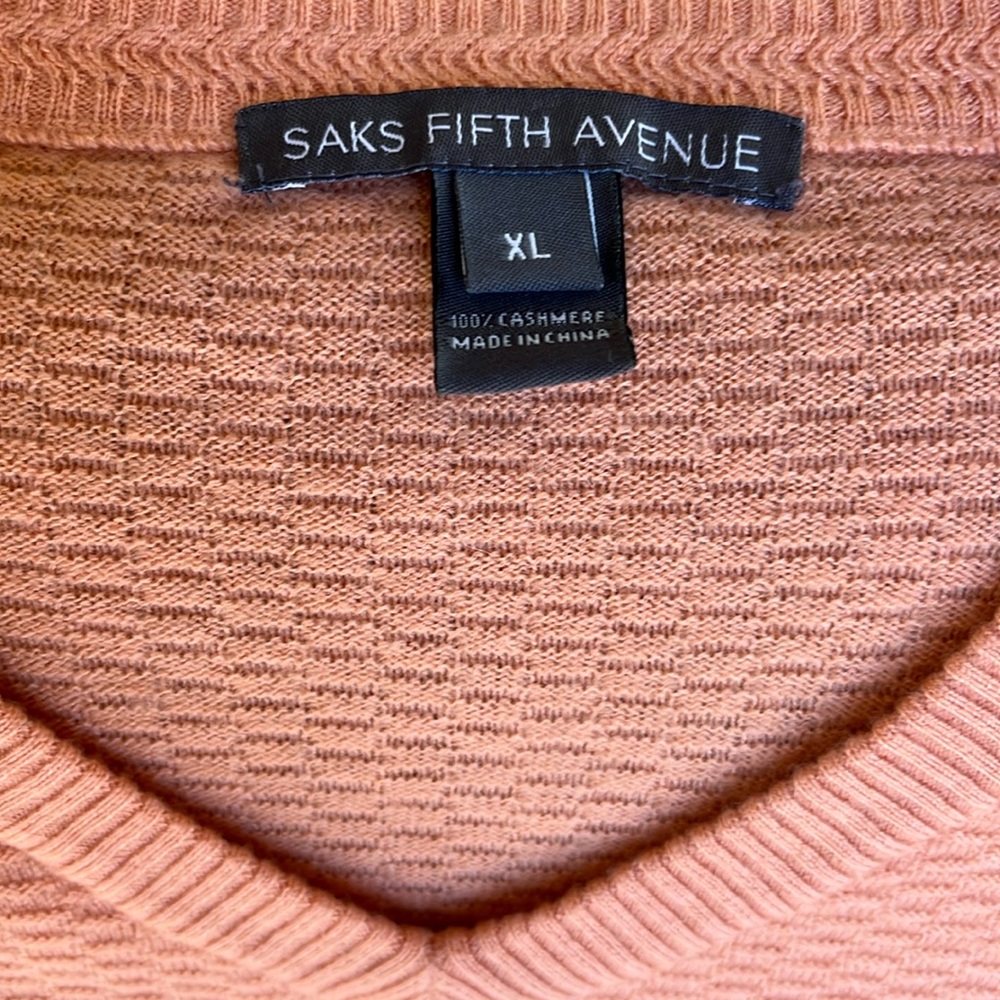 SAKS FIFTH AVENUE
XL
100% CASHMERE
MADE IN CHINA